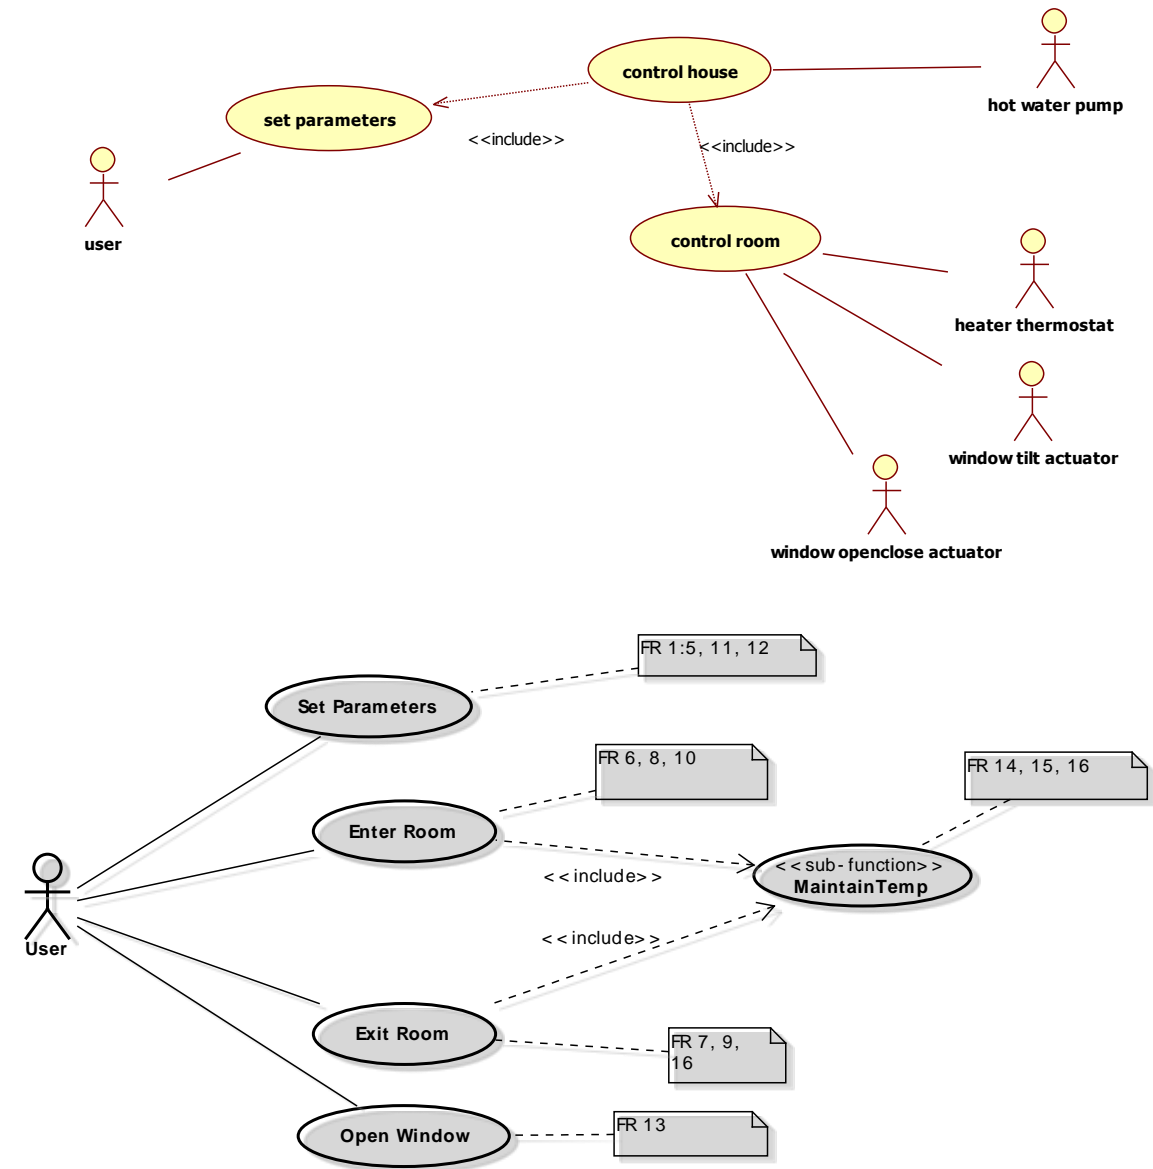 control house
hot water pump
set parameters
<<include>>
<<include>>
user
control room
heater thermostat
window tilt actuator
window openclose actuator
FR 1:5, 11, 12
Set Parameters
FR 6, 8, 10
FR 14, 15, 16
Enter Room
<<include>>
<<sub-function>>
MaintainTemp
<<include>>
User
Exit Room
FR 7, 9,
16
Open Window
FR 13